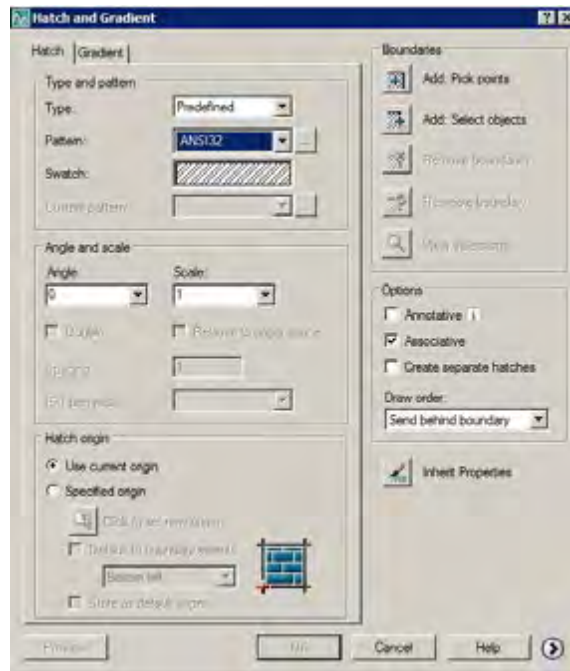 Hatch and Gradient
Hatch
Gradient
Type and pattern
Type:
Predefined
Pattern:
ANSI32
Swatch:
Custom pattern:
Angle and scale
Angle
Scale:
0
1
Double
Relative to paper space
Spacing
1
ISO pen width
Hatch origin
Use current origin
Specified origin
Click to set new origin
Default to boundary extents
Bottom left
Store as default origin
Boundaries
Add: Pick points
Add: Select objects
Remove boundaries
View selections
Options
Annotative
Associative
Create separate hatches
Draw order:
Send behind boundary
Inherit Properties
Preview
OK
Cancel
Help